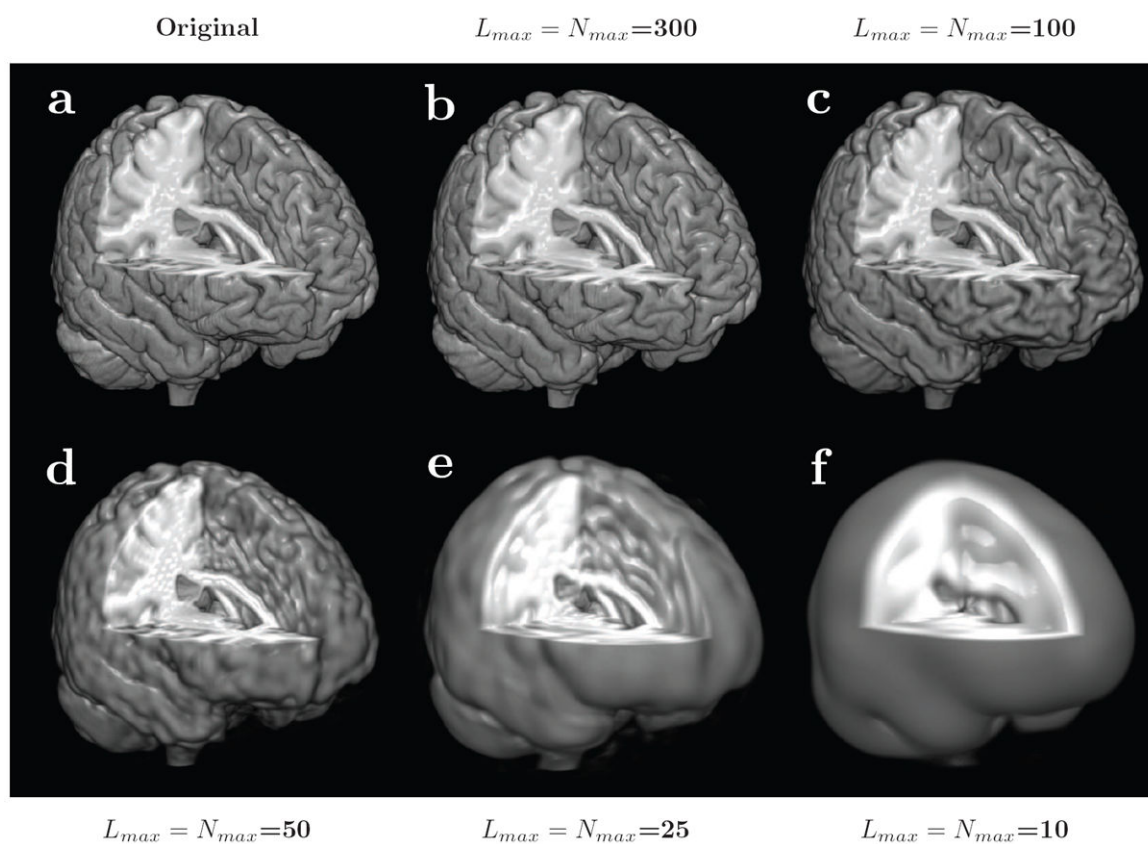 Original
L_max = N_max=300
L_max = N_max=100
a
b
c
d
e
f
L_max = N_max=50
L_max = N_max=25
L_max = N_max=10